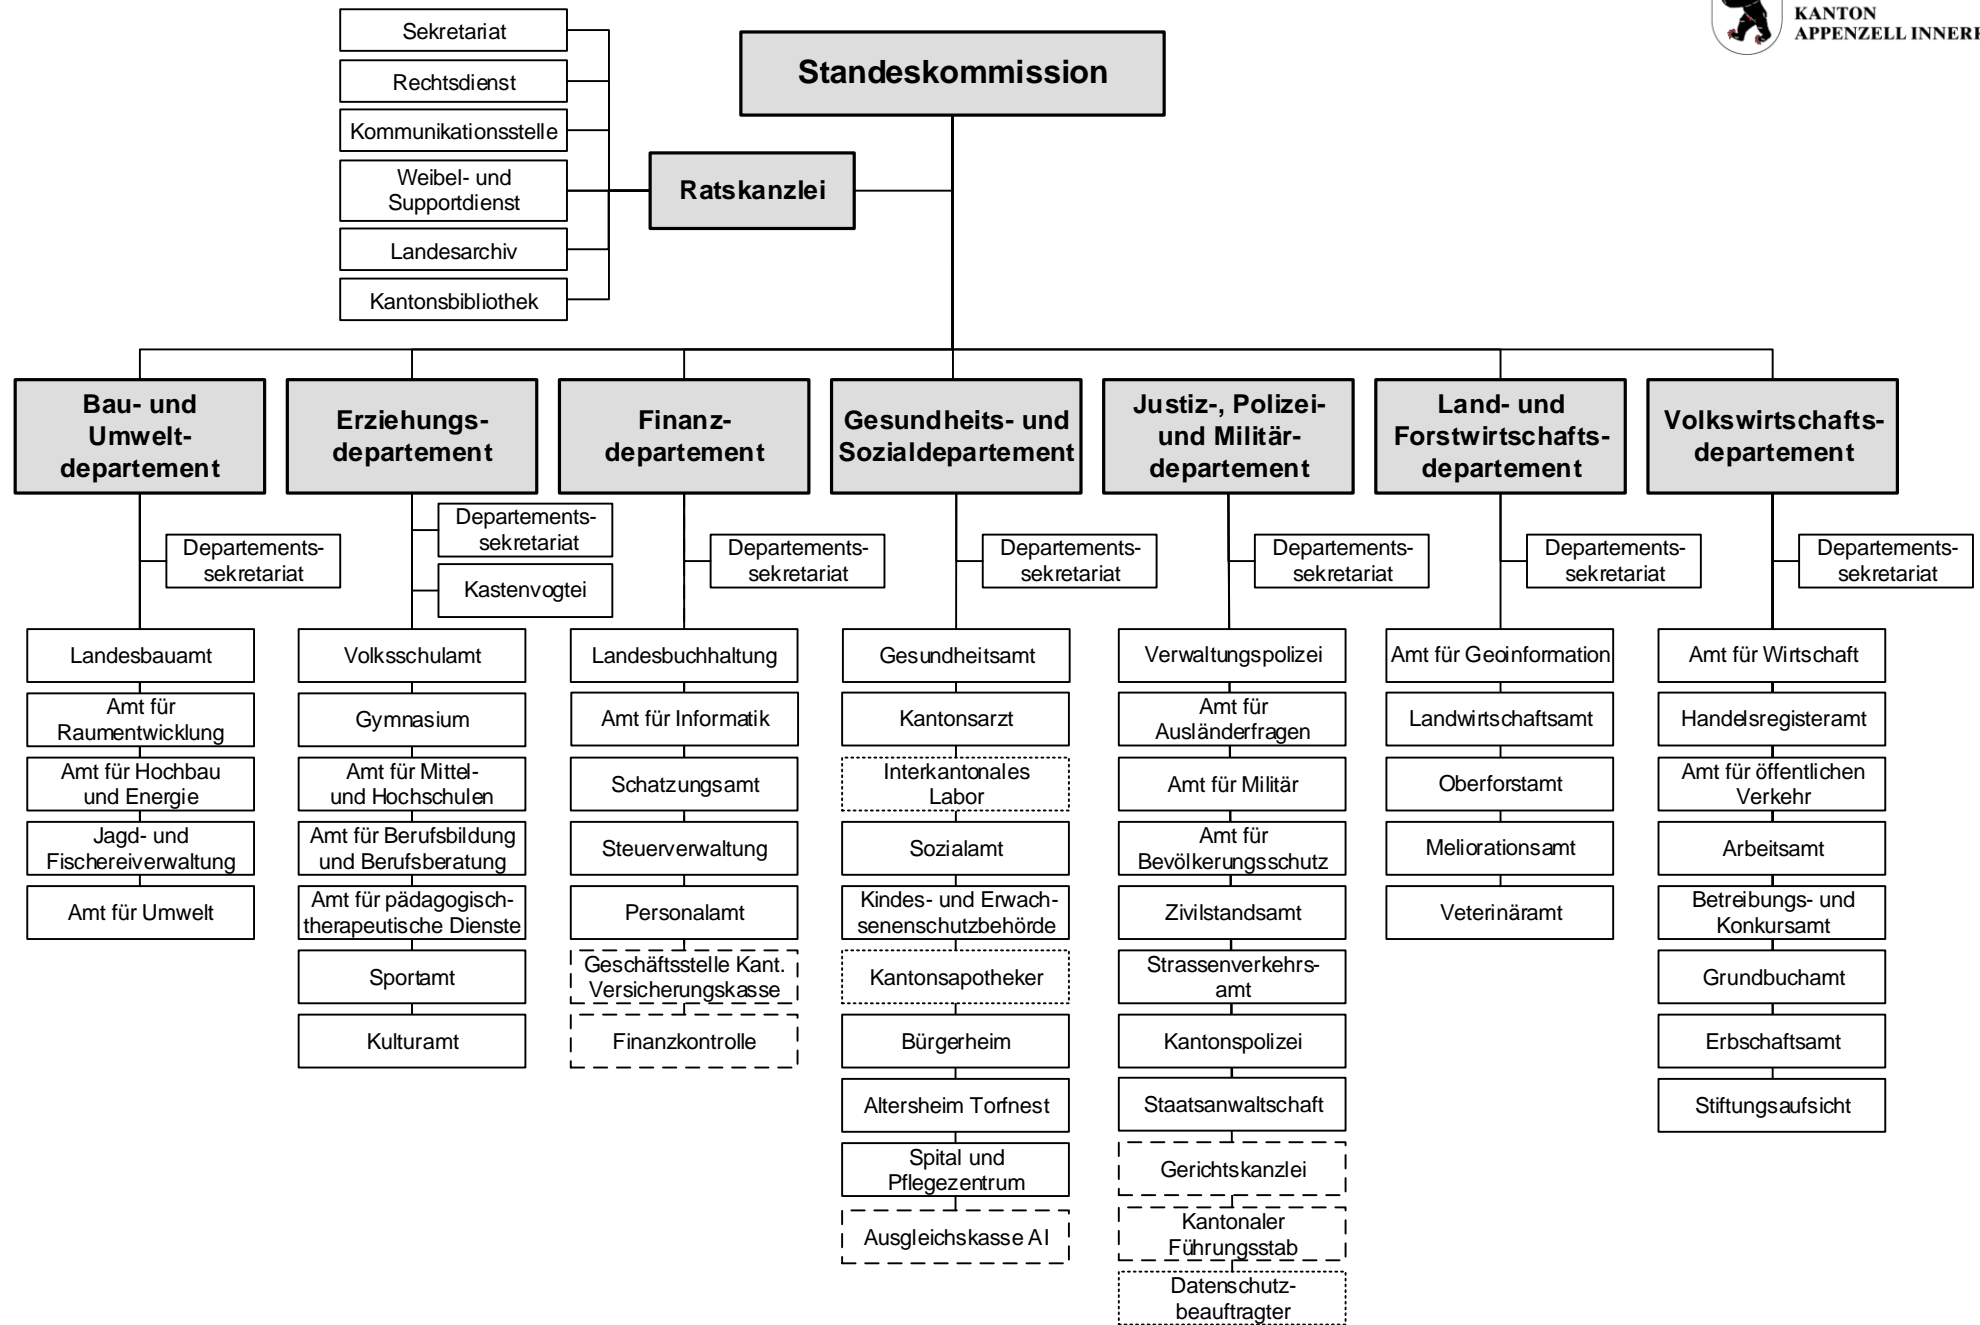 KANTON
APPENZELL INNER
Sekretariat
Rechtsdienst
Kommunikationsstelle
Weibel- und
Supportdienst
Landesarchiv
Kantonsbibliothek
Standeskommission
Ratskanzlei
Bau- und
Umwelt-
departement
Departements-
sekretariat
Landesbauamt
Amt für
Raumentwicklung
Amt für Hochbau
und Energie
Jagd- und
Fischereiverwaltung
Amt für Umwelt
Erziehungs-
departement
Departements-
sekretariat
Kastenvogtei
Volksschulamt
Gymnasium
Amt für Mittel-
und Hochschulen
Amt für Berufsbildung
und Berufsberatung
Amt für pädagogisch-
therapeutische Dienste
Sportamt
Kulturamt
Finanz-
departement
Departements-
sekretariat
Landesbuchhaltung
Amt für Informatik
Schatzungsamt
Steuerverwaltung
Personalamt
Geschäftsstelle Kant.
Versicherungskasse
Finanzkontrolle
Gesundheits- und
Sozialdepartement
Departements-
sekretariat
Gesundheitsamt
Kantonsarzt
Interkantonales
Labor
Sozialamt
Kindes- und Erwach-
senenschutzbehörde
Kantonsapotheker
Bürgerheim
Altersheim Torfnest
Spital und
Pflegezentrum
Ausgleichskasse AI
Justiz-, Polizei-
und Militär-
departement
Departements-
sekretariat
Verwaltungspolizei
Amt für
Ausländerfragen
Amt für Militär
Amt für
Bevölkerungsschutz
Zivilstandsamt
Strassenverkehrs-
amt
Kantonspolizei
Staatsanwaltschaft
Gerichtskanzlei
Kantonaler
Führungsstab
Datenschutz-
beauftragter
Land- und
Forstwirtschafts-
departement
Departements-
sekretariat
Amt für Geoinformation
Landwirtschaftsamt
Oberforstamt
Meliorationsamt
Veterinäramt
Volkswirtschafts-
departement
Departements-
sekretariat
Amt für Wirtschaft
Handelsregisteramt
Amt für öffentlichen
Verkehr
Arbeitsamt
Betreibungs- und
Konkursamt
Grundbuchamt
Erbschaftsamt
Stiftungsaufsicht